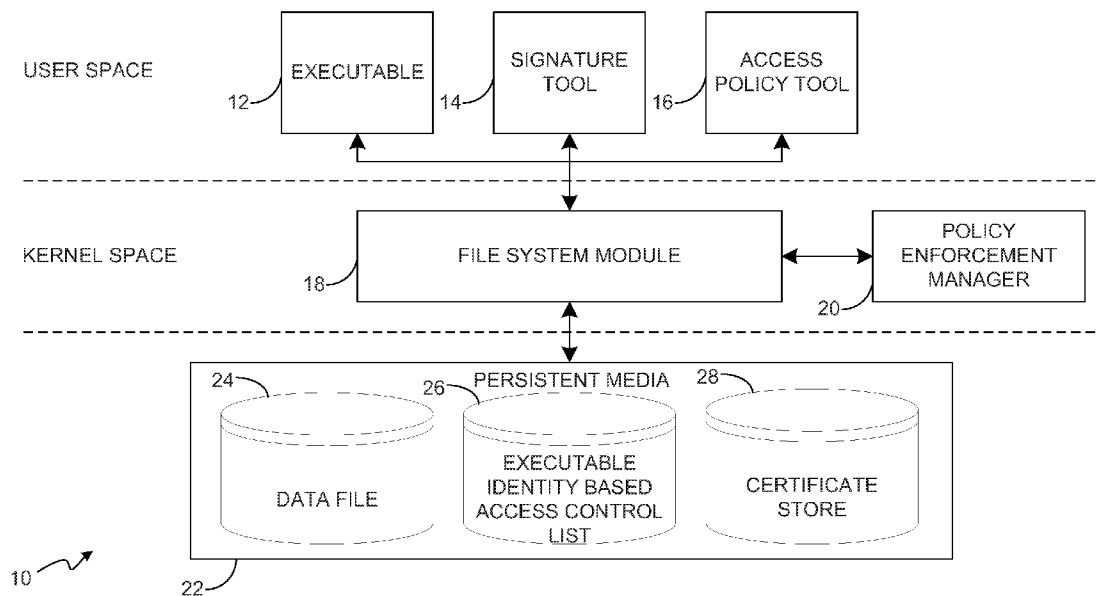 USER SPACE
EXECUTABLE
12
SIGNATURE
TOOL
14
ACCESS
POLICY TOOL
16
KERNEL SPACE
FILE SYSTEM MODULE
18
POLICY
ENFORCEMENT
MANAGER
20
PERSISTENT MEDIA
24
DATA FILE
26
EXECUTABLE
IDENTITY BASED
ACCESS CONTROL
LIST
28
CERTIFICATE
STORE
10
22